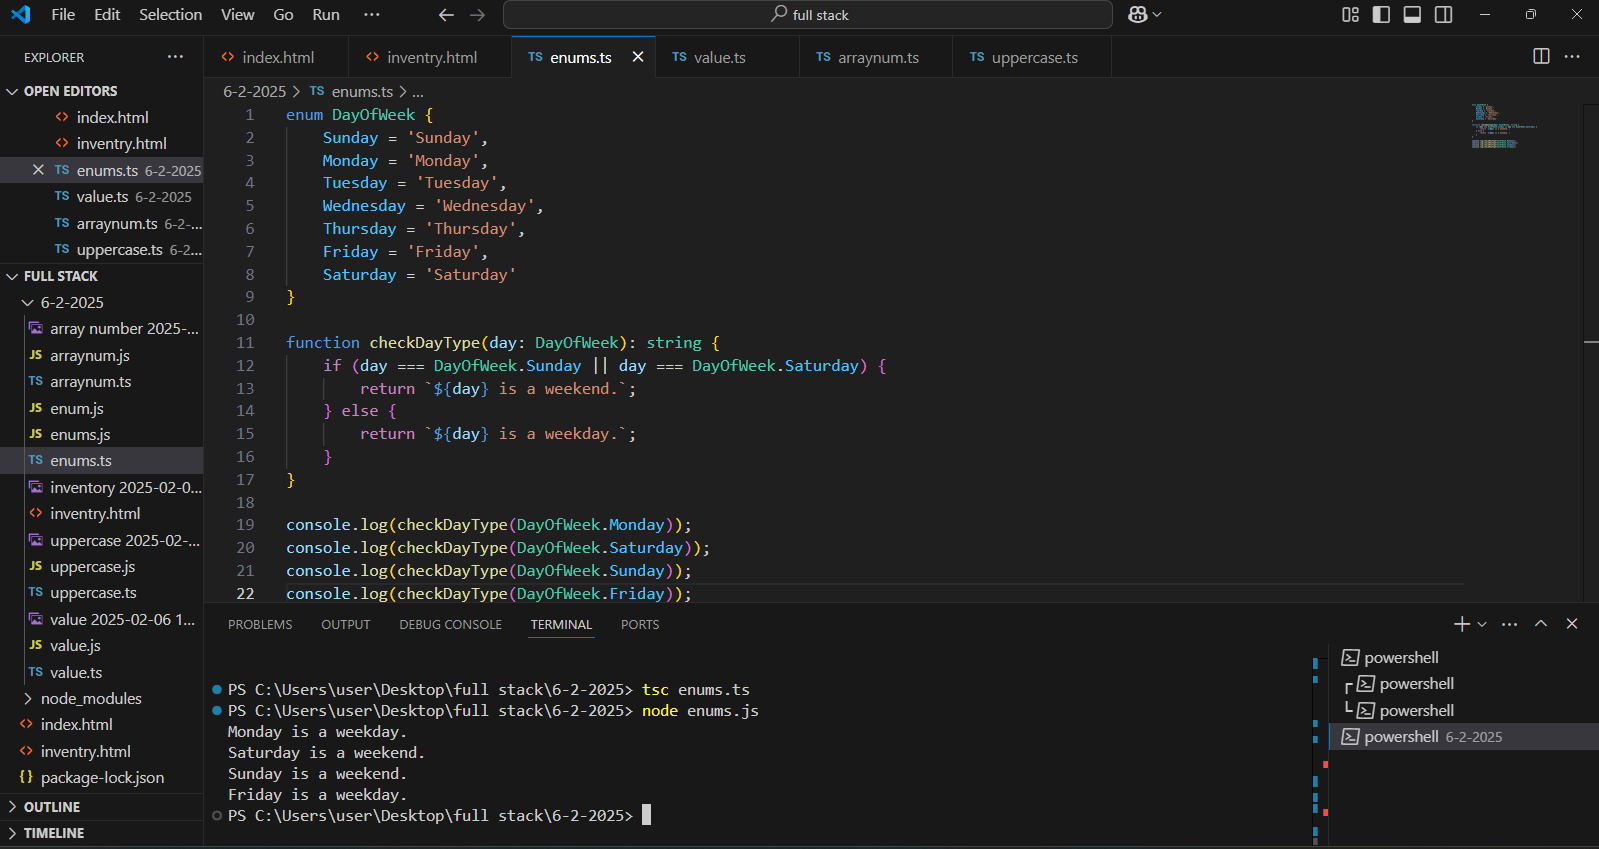 File Edit Selection View Go Run ... full stack
EXPLORER ...
OPEN EDITORS
<> index.html
<> inventry.html
TS enums.ts 6-2-2025
TS value.ts 6-2-2025
TS arraynum.ts 6-2-...
TS uppercase.ts 6-2...
FULL STACK
6-2-2025
array number 2025-...
JS arraynum.js
TS arraynum.ts
JS enum.js
JS enums.js
TS enums.ts
inventory 2025-02-0...
<> inventry.html
uppercase 2025-02-...
JS uppercase.js
TS uppercase.ts
value 2025-02-06 1...
JS value.js
TS value.ts
node_modules
<> index.html
<> inventry.html
{} package-lock.json
OUTLINE
TIMELINE
<> index.html <> inventry.html TS enums.ts TS value.ts TS arraynum.ts TS uppercase.ts ...
6-2-2025 > TS enums.ts > ...
1 enum DayOfWeek {
2 Sunday = 'Sunday',
3 Monday = 'Monday',
4 Tuesday = 'Tuesday',
5 Wednesday = 'Wednesday',
6 Thursday = 'Thursday',
7 Friday = 'Friday',
8 Saturday = 'Saturday'
9 }
10
11 function checkDayType(day: DayOfWeek): string {
12 if (day === DayOfWeek.Sunday || day === DayOfWeek.Saturday) {
13 return `${day} is a weekend.`;
14 } else {
15 return `${day} is a weekday.`;
16 }
17 }
18
19 console.log(checkDayType(DayOfWeek.Monday));
20 console.log(checkDayType(DayOfWeek.Saturday));
21 console.log(checkDayType(DayOfWeek.Sunday));
22 console.log(checkDayType(DayOfWeek.Friday));
PROBLEMS OUTPUT DEBUG CONSOLE TERMINAL PORTS
PS C:\Users\user\Desktop\full stack\6-2-2025> tsc enums.ts
PS C:\Users\user\Desktop\full stack\6-2-2025> node enums.js
Monday is a weekday.
Saturday is a weekend.
Sunday is a weekend.
Friday is a weekday.
PS C:\Users\user\Desktop\full stack\6-2-2025>
powershell
powershell
powershell
powershell 6-2-2025